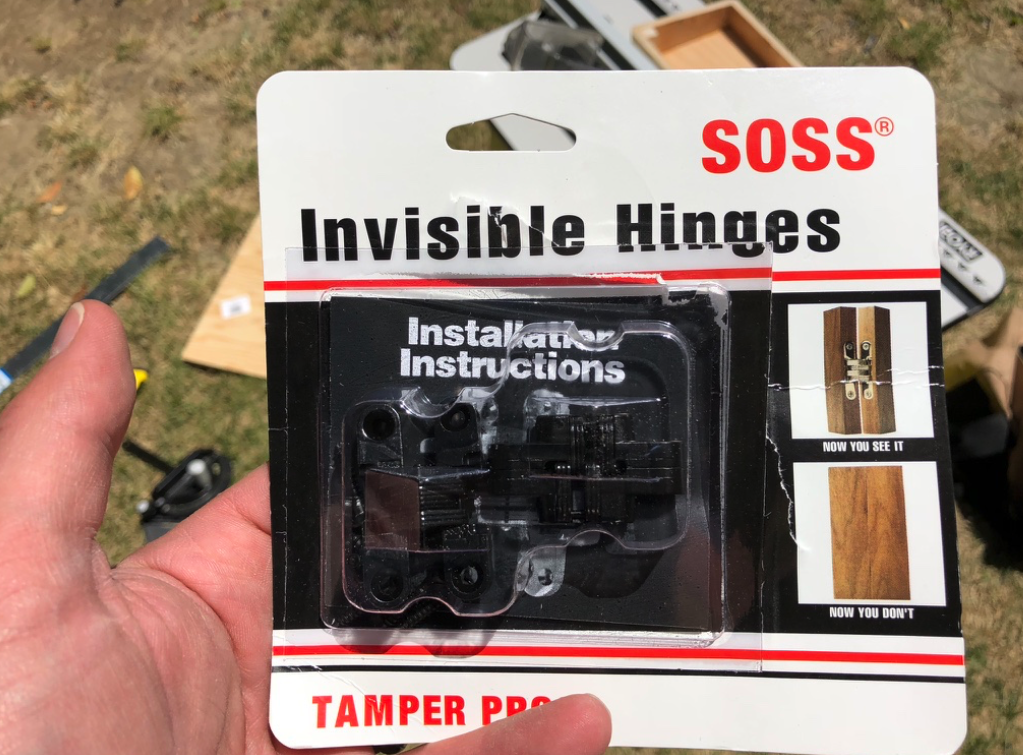 SOSS®
Invisible Hinges
Installation
Instructions
NOW YOU SEE IT
NOW YOU DON'T
TAMPER